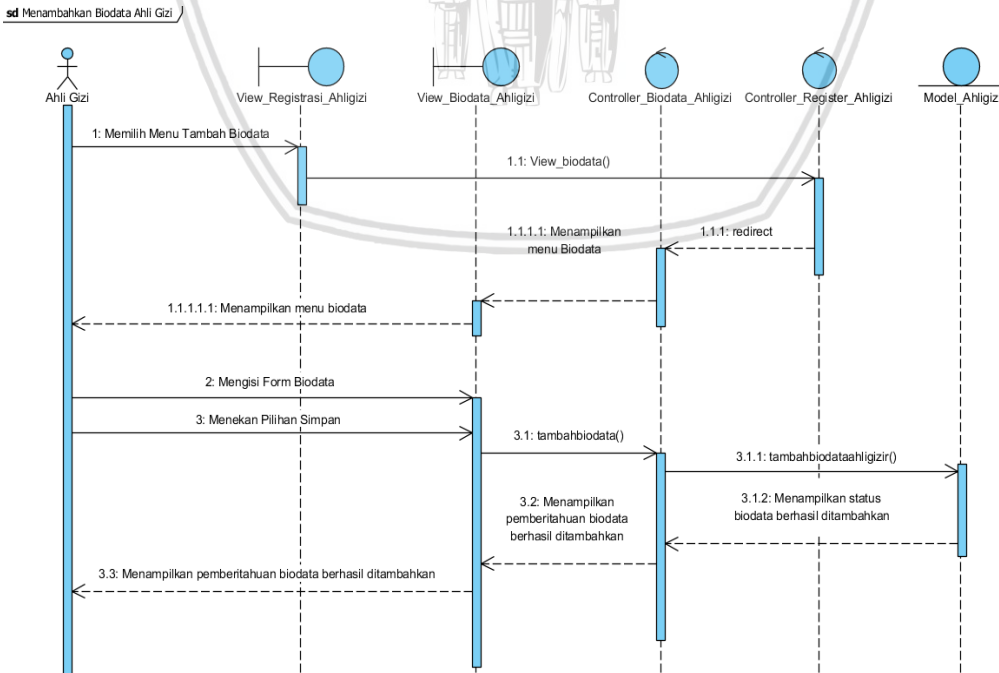 sd Menambahkan Biodata Ahli Gizi
Ahli Gizi
View_Registrasi_Ahligizi
View_Biodata_Ahligizi
Controller_Biodata_Ahligizi
Controller_Register_Ahligizi
Model_Ahligiz
1: Memilih Menu Tambah Biodata
1.1: View_biodata()
1.1.1: redirect
1.1.1.1: Menampilkan
menu Biodata
1.1.1.1.1: Menampilkan menu biodata
2: Mengisi Form Biodata
3: Menekan Pilihan Simpan
3.1: tambahbiodata()
3.1.1: tambahbiodataahligizir()
3.1.2: Menampilkan status
biodata berhasil ditambahkan
3.2: Menampilkan
pemberitahuan biodata
berhasil ditambahkan
3.3: Menampilkan pemberitahuan biodata berhasil ditambahkan